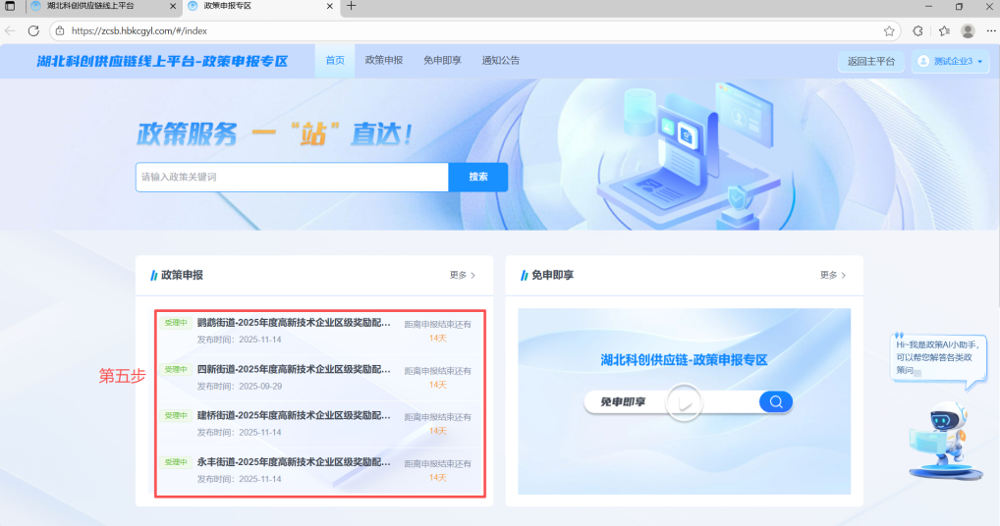 湖北科创供应链线上平台
政策申报专区
https://zcsb.hbkcgyl.com/#/index
湖北科创供应链线上平台-政策申报专区
首页
政策申报
免申即享
通知公告
返回主平台
测试企业3
政策服务 一“站”直达!
请输入政策关键词
搜索
政策申报
更多
受理中 鹦鹉街道-2025年度高新技术企业区级奖励配... 距离申报结束还有
发布时间: 2025-11-14 14天
受理中 四新街道-2025年度高新技术企业区级奖励配... 距离申报结束还有
发布时间: 2025-09-29 14天
受理中 建桥街道-2025年度高新技术企业区级奖励配... 距离申报结束还有
发布时间: 2025-11-14 14天
受理中 永丰街道-2025年度高新技术企业区级奖励配... 距离申报结束还有
发布时间: 2025-11-14 14天
第五步
免申即享
更多
湖北科创供应链-政策申报专区
免申即享
Hi~我是政策AI小助手，
可以帮您解答各类政
策问